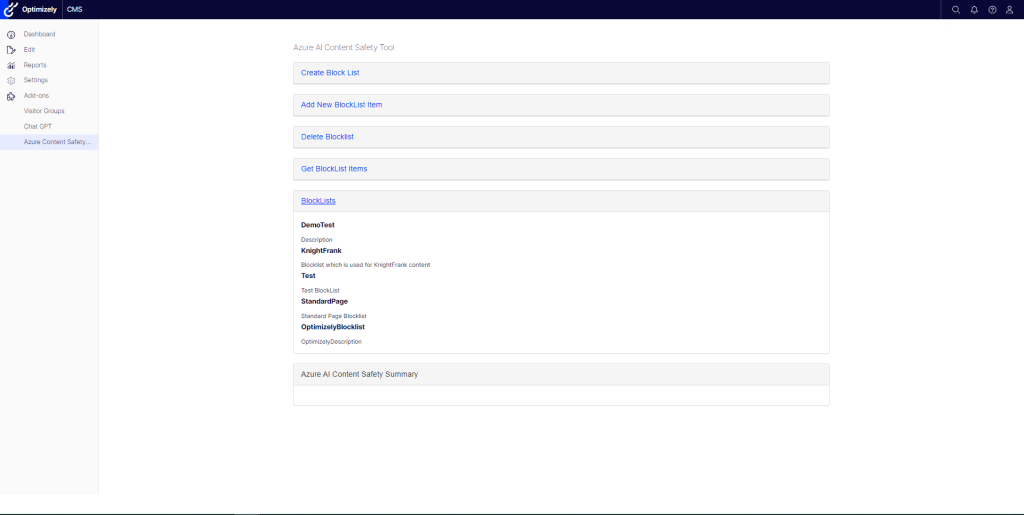 Optimizely
CMS
Dashboard
Edit
Reports
Settings
Add-ons
Visitor Groups
Chat GPT
Azure Content Safety...
Azure AI Content Safety Tool
Create Block List
Add New BlockList Item
Delete Blocklist
Get BlockList Items
BlockLists
DemoTest
Description
KnightFrank
Blocklist which is used for KnightFrank content
Test
Test BlockList
StandardPage
Standard Page Blocklist
OptimizelyBlocklist
OptimizelyDescription
Azure AI Content Safety Summary